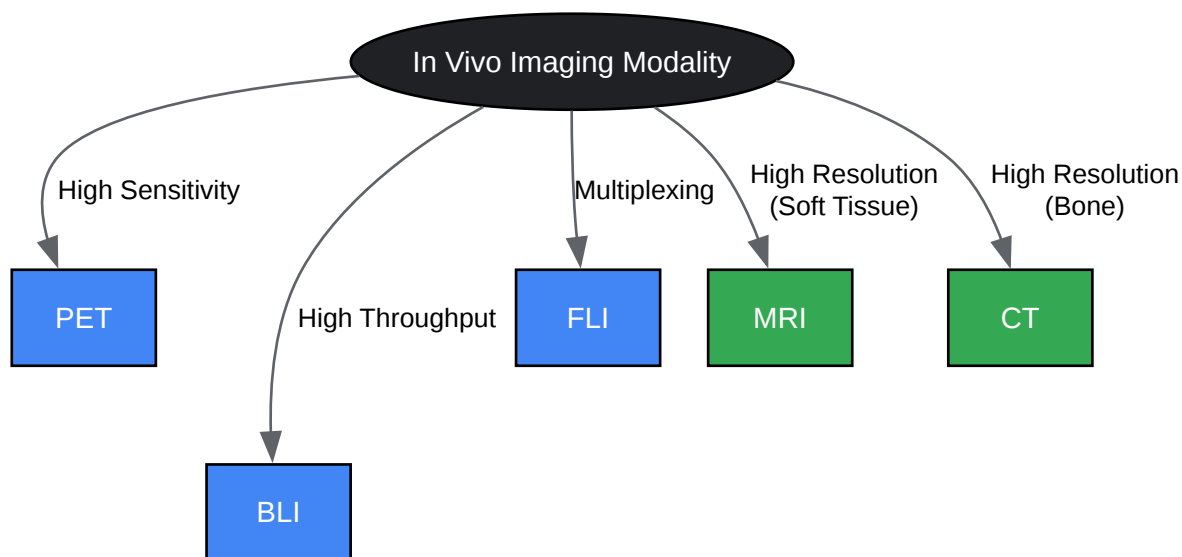 In Vivo Imaging Modality
High Sensitivity
Multiplexing
High Resolution
(Soft Tissue)
High Resolution
(Bone)
PET
High Throughput
FLI
MRI
CT
BLI